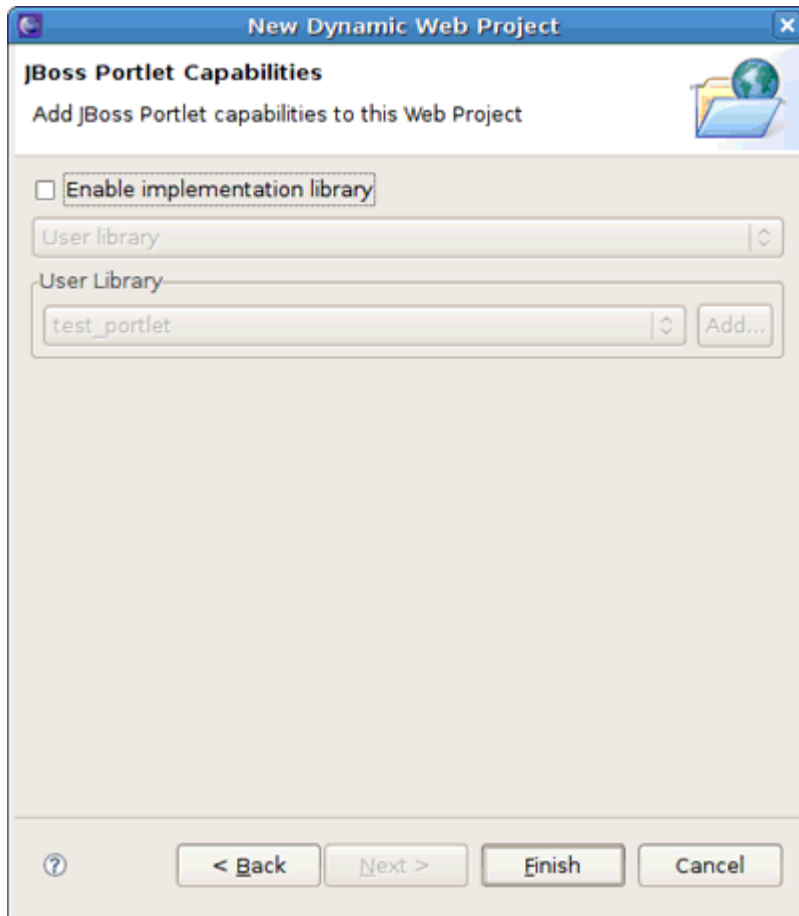 New Dynamic Web Project
JBoss Portlet Capabilities
Add JBoss Portlet capabilities to this Web Project
Enable implementation library
User library
User Library
test_portlet
Add...
?
< Back
Next >
Finish
Cancel